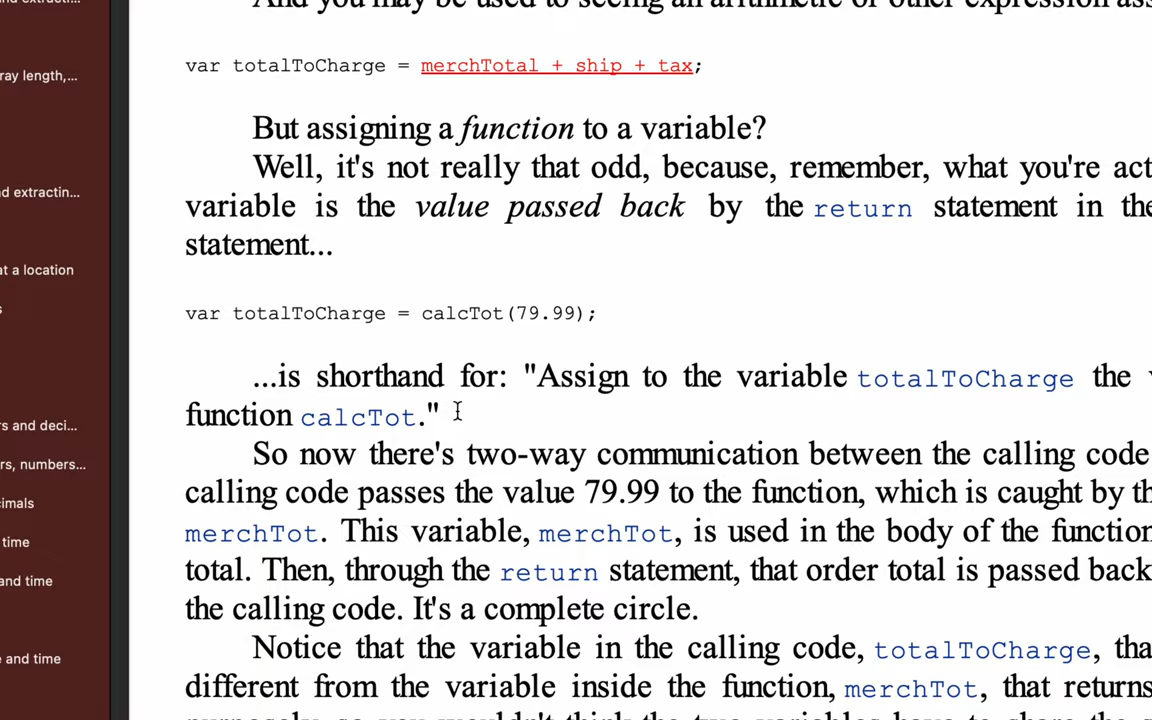 And you may be used to seeing an arithmetic or other expression
nd extracti...
ray length,...
nd extractin...
at a location
s
rs and deci...
rs, numbers...
imals
time
and time
e and time
var totalToCharge = merchTotal + ship + tax;
But assigning a function to a variable?
Well, it's not really that odd, because, remember, what you're act
variable is the value passed back by the return statement in the
statement...
var totalToCharge = calcTot(79.99);
...is shorthand for: "Assign to the variable totalToCharge the
function calcTot."
So now there's two-way communication between the calling code
calling code passes the value 79.99 to the function, which is caught by th
merchTot. This variable, merchTot, is used in the body of the function
total. Then, through the return statement, that order total is passed back
the calling code. It's a complete circle.
Notice that the variable in the calling code, totalToCharge, tha
different from the variable inside the function, merchTot, that returns